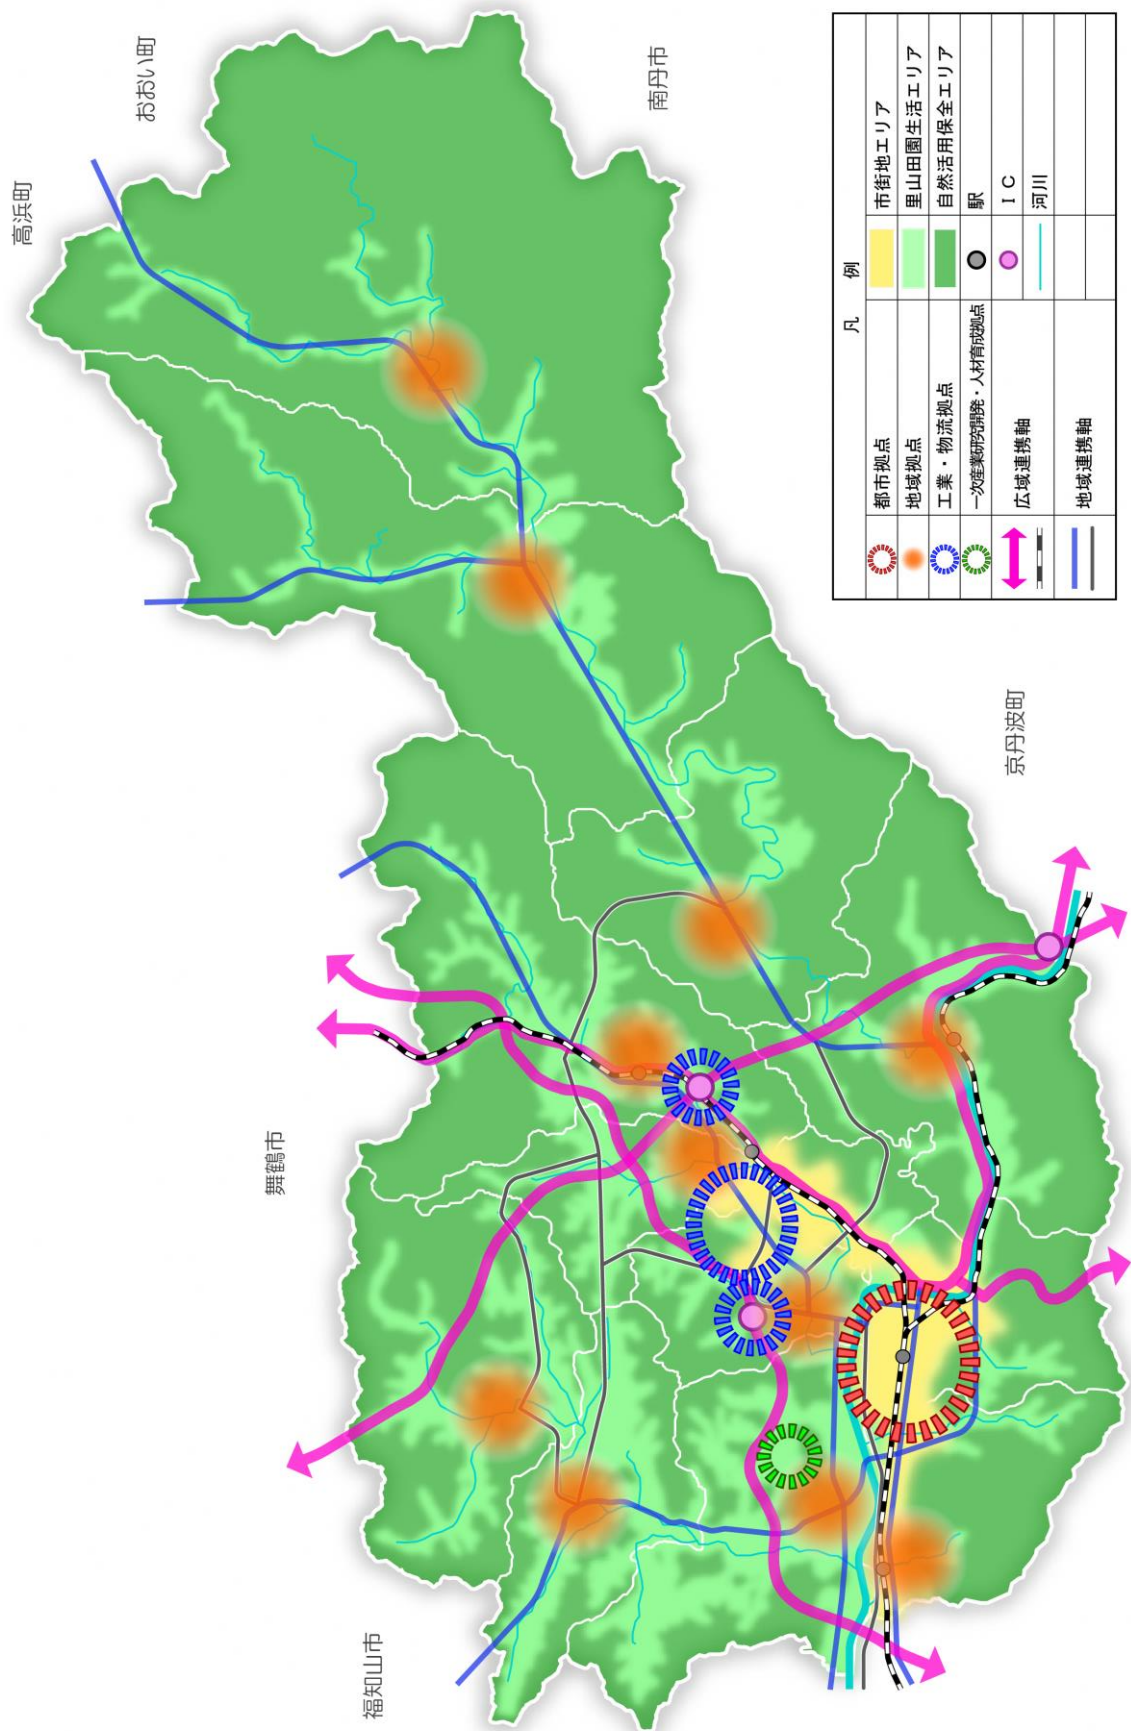 高浜町
おおい町
南丹市
舞鶴市
福知山市
京丹波町
凡　例
都市拠点
市街地エリア
地域拠点
里山田園生活エリア
工業・物流拠点
自然活用保全エリア
一次産業研究開発・人材育成拠点
駅
広域連携軸
ＩＣ
河川
地域連携軸